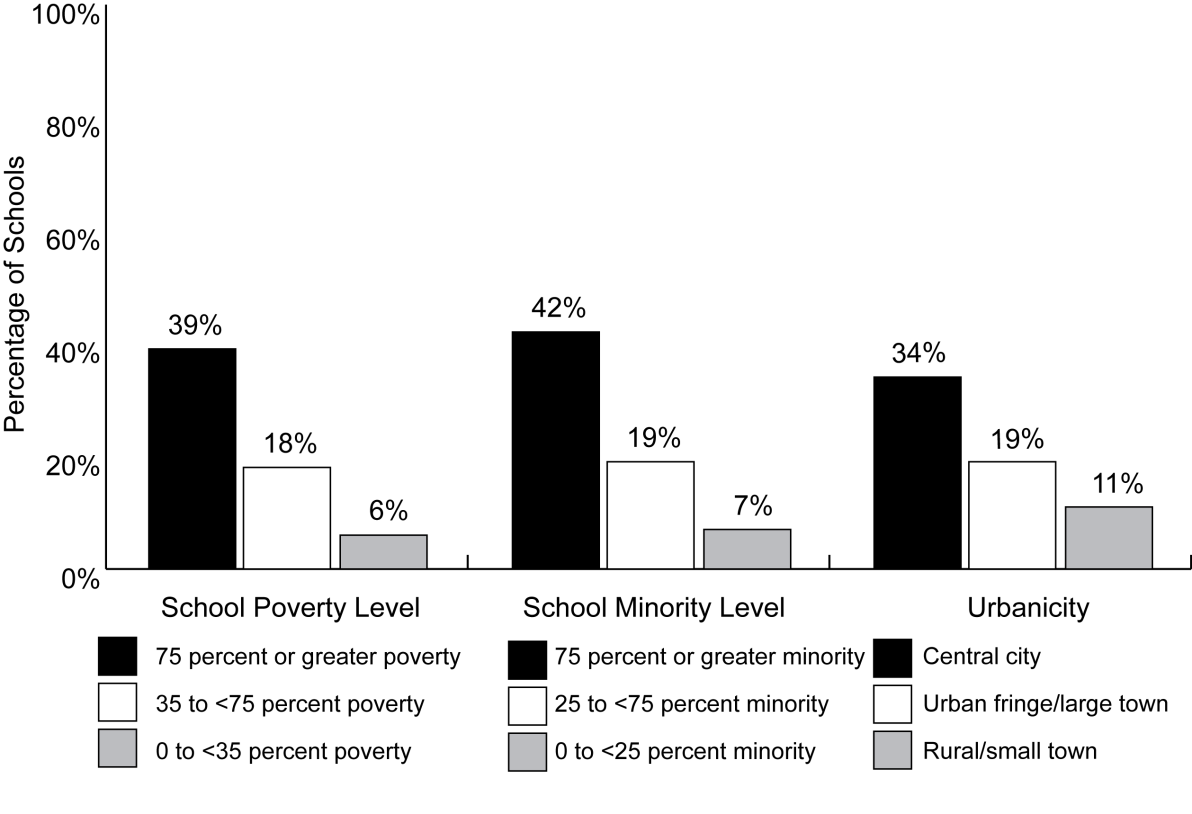 100%
80%
60%
40%
20%
0%
Percentage of Schools
39%
18%
6%
42%
19%
7%
34%
19%
11%
School Poverty Level
School Minority Level
Urbanicity
75 percent or greater poverty
35 to <75 percent poverty
0 to <35 percent poverty
75 percent or greater minority
25 to <75 percent minority
0 to <25 percent minority
Central city
Urban fringe/large town
Rural/small town